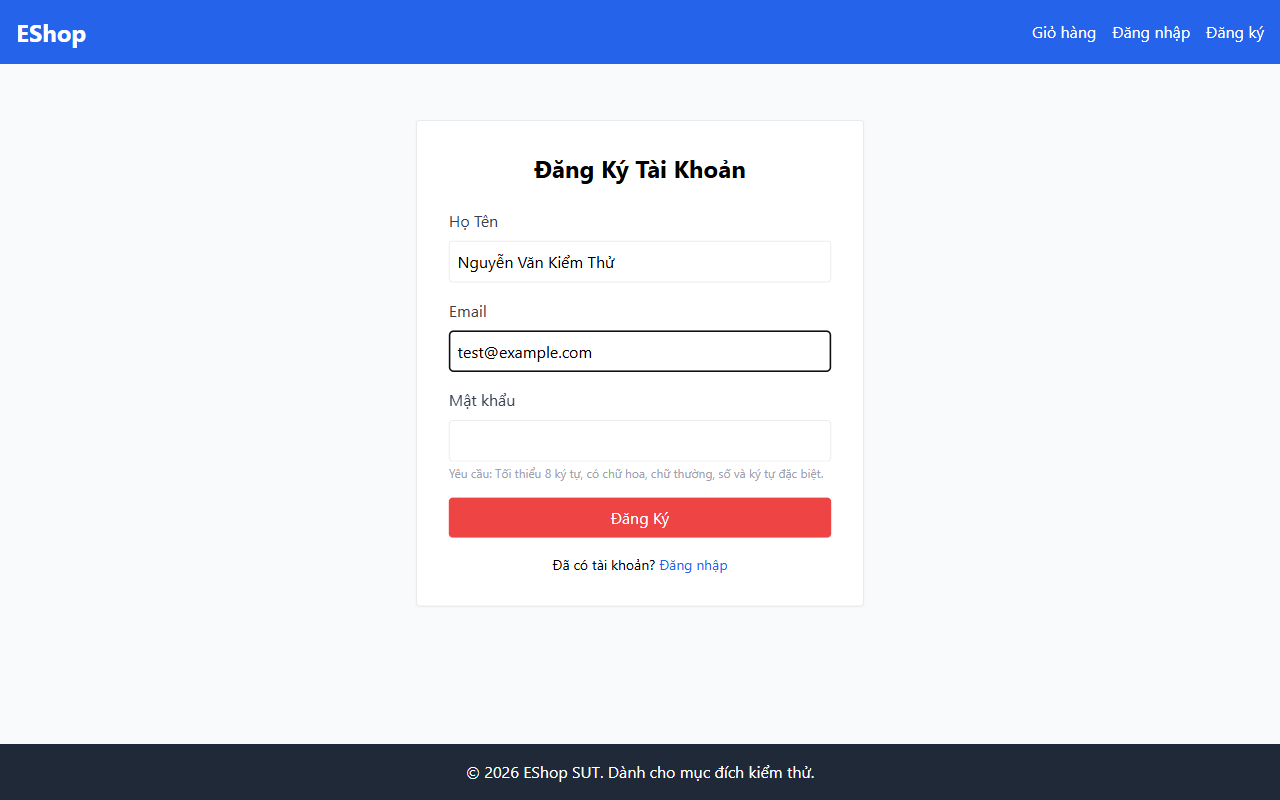 EShop
Giỏ hàng Đăng nhập Đăng ký
Đăng Ký Tài Khoản
Họ Tên
Nguyễn Văn Kiểm Thử
Email
test@example.com
Mật khẩu
Yêu cầu: Tối thiểu 8 ký tự, có chữ hoa, chữ thường, số và ký tự đặc biệt.
Đăng Ký
Đã có tài khoản? Đăng nhập
© 2026 EShop SUT. Dành cho mục đích kiểm thử.